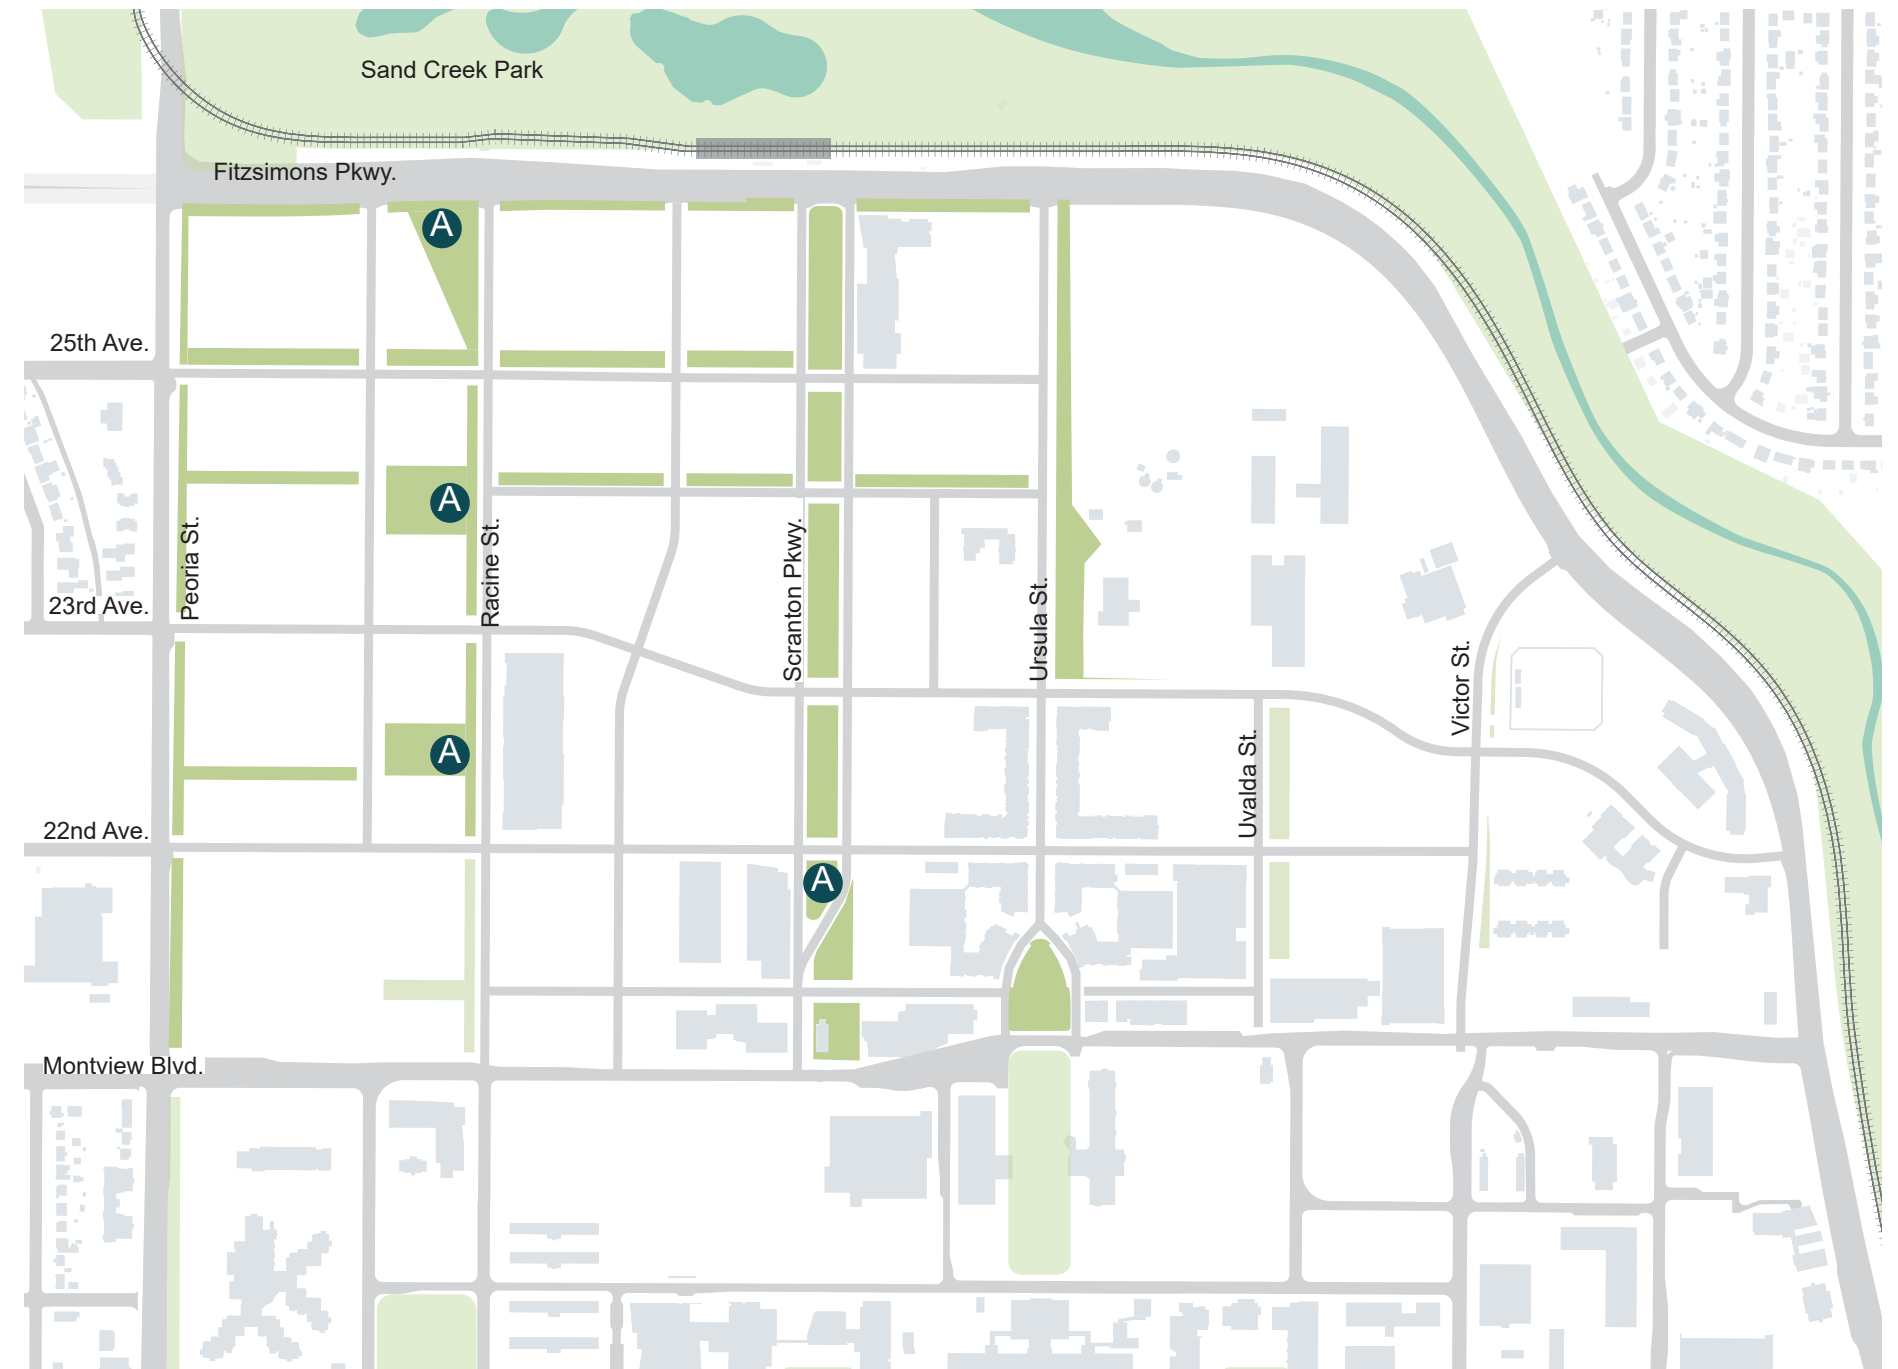 Sand Creek Park
Fitzsimons Pkwy.
A
25th Ave.
A
Peoria St.
Racine St.
Scranton Pkwy.
Ursula St.
23rd Ave.
Victor St.
A
Uvalda St.
22nd Ave.
A
Montview Blvd.